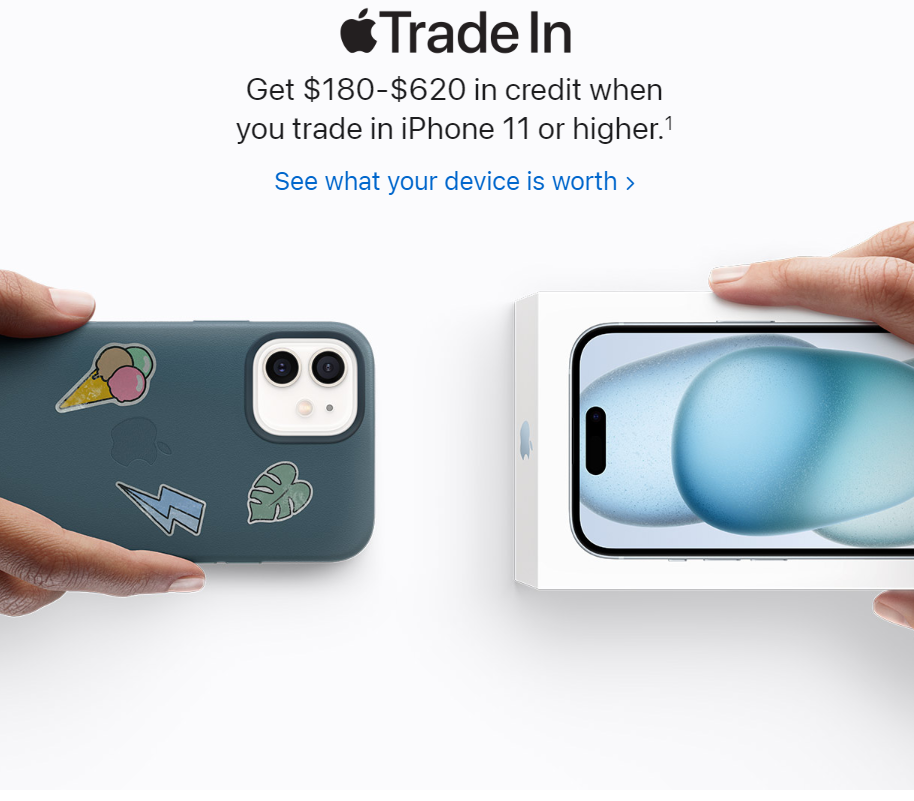 Trade In
Get $180-$620 in credit when
you trade in iPhone 11 or higher.¹
See what your device is worth >